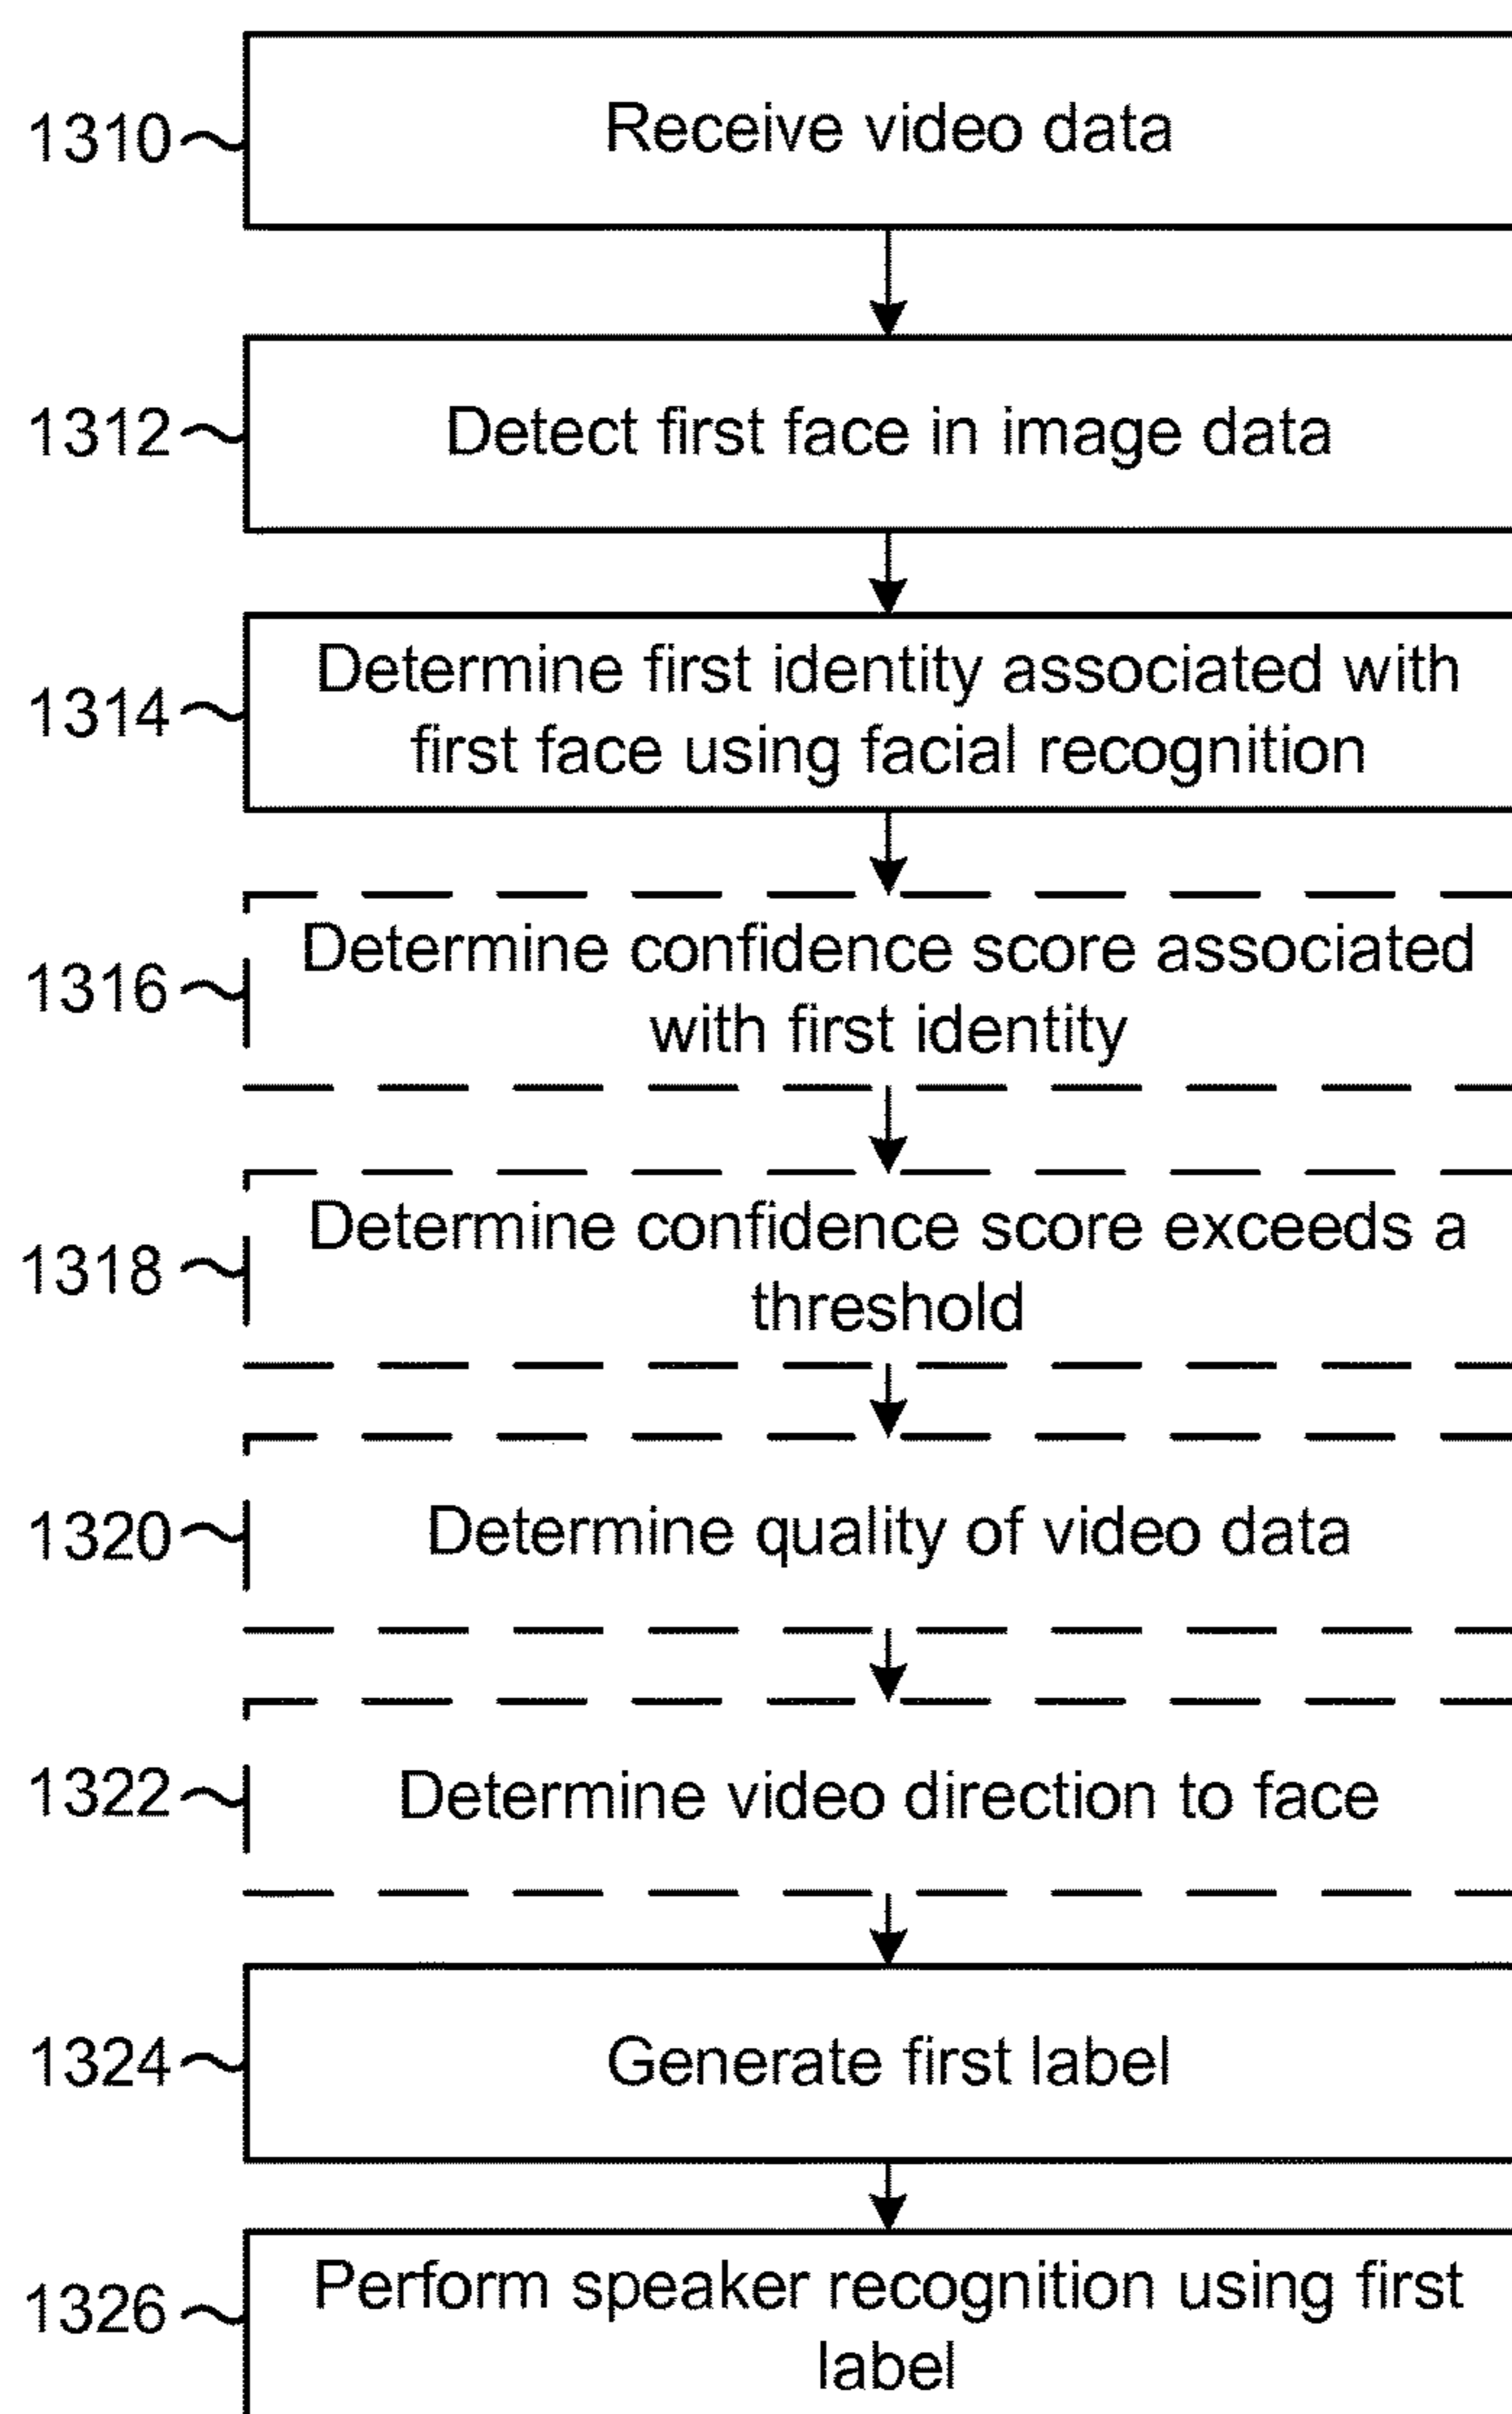 1310
Receive video data
1312
Detect first face in image data
1314
Determine first identity associated with
first face using facial recognition
1316
Determine confidence score associated
with first identity
1318
Determine confidence score exceeds a
threshold
1320
Determine quality of video data
1322
Determine video direction to face
1324
Generate first label
1326
Perform speaker recognition using first
label